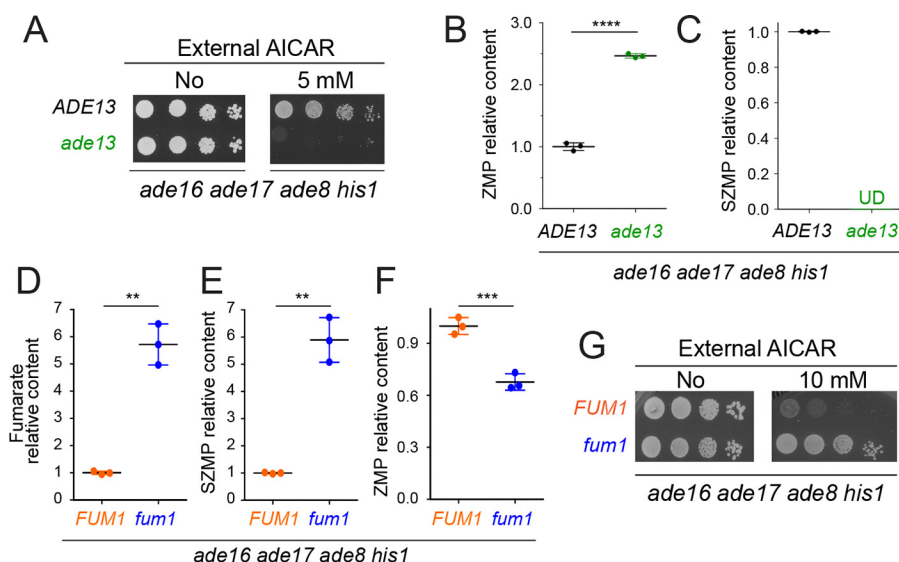 A
External AICAR
No 5 mM
ADE13
ade13
ade16 ade17 ade8 his1
B
ZMP relative content
3.0
2.0
1.0
0.0
****
ADE13 ade13
C
SZMP relative content
1.0
0.8
0.6
0.4
0.2
0.0
UD
ADE13 ade13
ade16 ade17 ade8 his1
D
Fumarate
relative content
7
6
5
4
3
2
1
0
**
FUM1 fum1
E
SZMP relative content
7
6
5
4
3
2
1
0
**
FUM1 fum1
F
ZMP relative content
0.9
0.6
0.3
0.0
***
FUM1 fum1
ade16 ade17 ade8 his1
G
External AICAR
No 10 mM
FUM1
fum1
ade16 ade17 ade8 his1